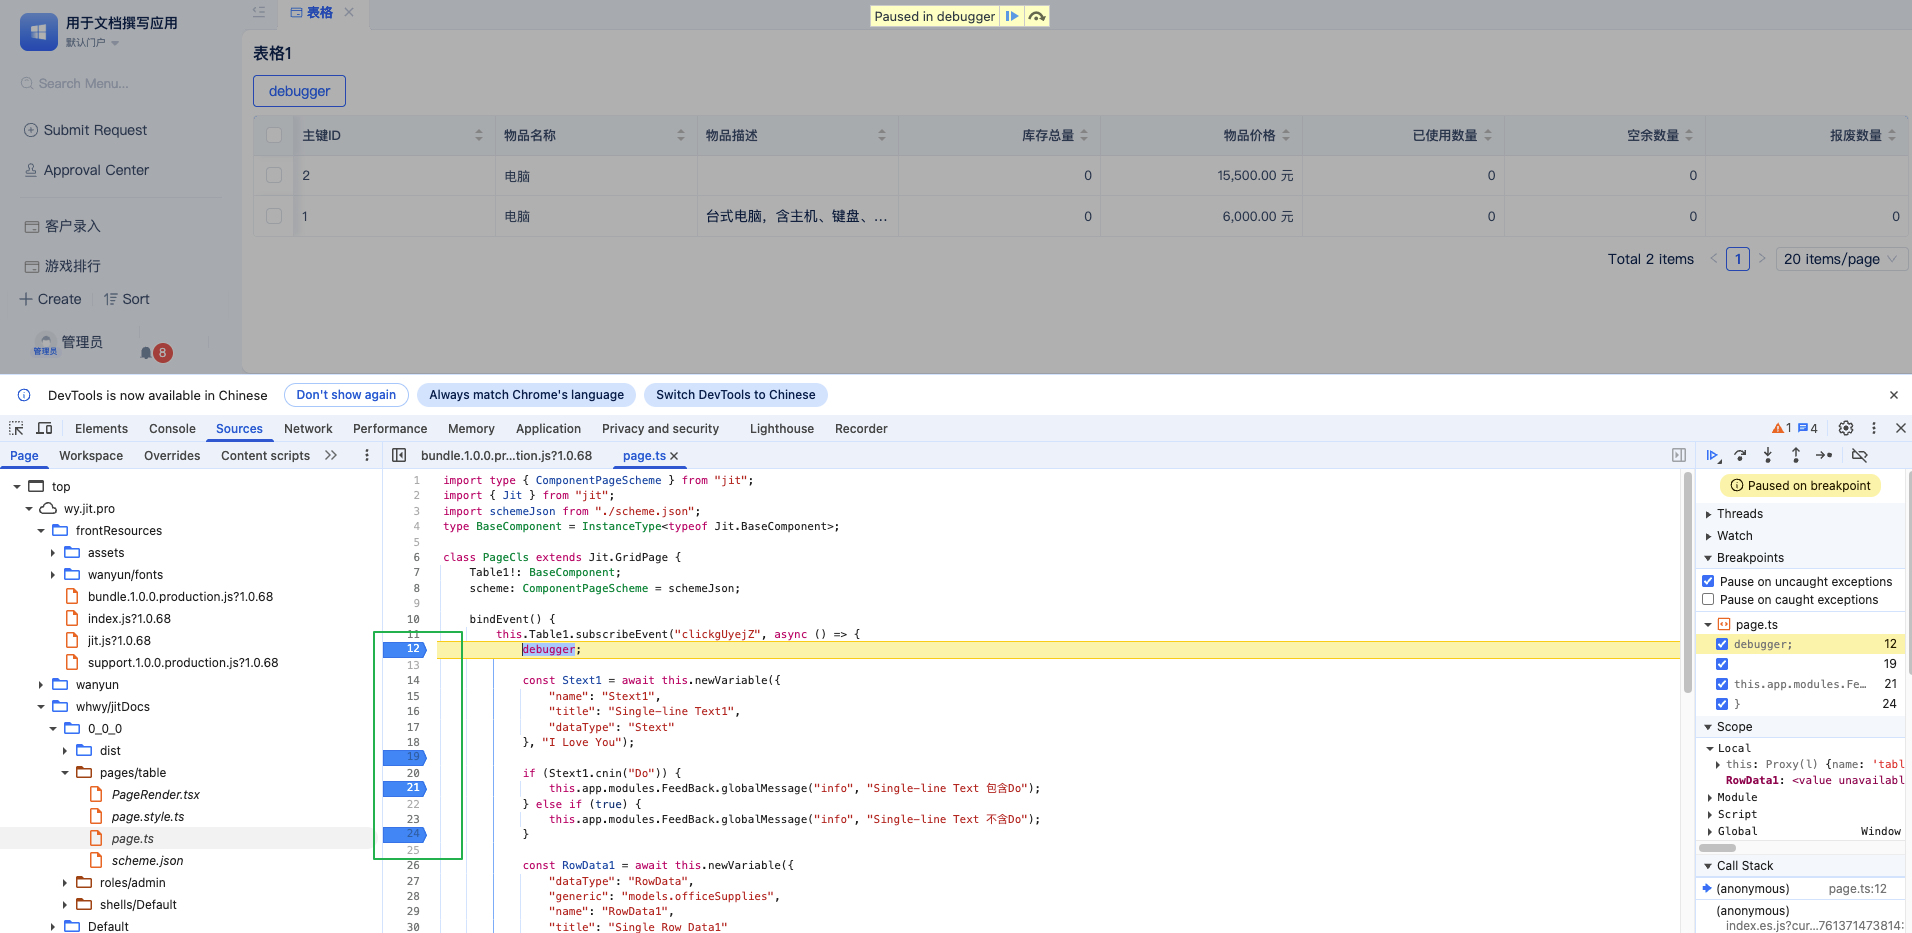 用于文档撰写应用
默认门户
Search Menu...
Submit Request
Approval Center
客户录入
游戏排行
Create
Sort
管理员
管理员
8
表格
Paused in debugger
表格1
debugger
主键ID 物品名称 物品描述 库存总量 物品价格 已使用数量 空余数量 报废数量
2 电脑 0 15,500.00 元 0 0
1 电脑 台式电脑，含主机、键盘、... 0 6,000.00 元 0 0 0
Total 2 items 1 20 items/page
DevTools is now available in Chinese Don't show again Always match Chrome's language Switch DevTools to Chinese
Elements Console Sources Network Performance Memory Application Privacy and security Lighthouse Recorder 1 4
Page Workspace Overrides Content scripts
top
wy.jit.pro
frontResources
assets
wanyun/fonts
bundle.1.0.0.production.js?1.0.68
index.js?1.0.68
jit.js?1.0.68
support.1.0.0.production.js?1.0.68
wanyun
whwy/jitDocs
0_0_0
dist
pages/table
PageRender.tsx
page.style.ts
page.ts
scheme.json
roles/admin
shells/Default
Default
bundle.1.0.0.pr...tion.js?1.0.68 page.ts
1 import type { ComponentPageScheme } from "jit";
2 import { Jit } from "jit";
3 import schemeJson from "./scheme.json";
4 type BaseComponent = InstanceType<typeof Jit.BaseComponent>;
5
6 class PageCls extends Jit.GridPage {
7 Table1!: BaseComponent;
8 scheme: ComponentPageScheme = schemeJson;
9
10 bindEvent() {
11 this.Table1.subscribeEvent("clickgUyejZ", async () => {
12 debugger;
13
14 const Stext1 = await this.newVariable({
15 "name": "Stext1",
16 "title": "Single-line Text1",
17 "dataType": "Stext"
18 }, "I Love You");
19
20 if (Stext1.cnin("Do")) {
21 this.app.modules.FeedBack.globalMessage("info", "Single-line Text 包含Do");
22 } else if (true) {
23 this.app.modules.FeedBack.globalMessage("info", "Single-line Text 不含Do");
24 }
25
26 const RowData1 = await this.newVariable({
27 "dataType": "RowData",
28 "generic": "models.officeSupplies",
29 "name": "RowData1",
30 "title": "Single Row Data1"
Paused on breakpoint
Threads
Watch
Breakpoints
Pause on uncaught exceptions
Pause on caught exceptions
page.ts
debugger; 12
19
this.app.modules.Fe... 21
} 24
Scope
Local
this: Proxy(l) {name: 'tabl
RowData1: <value unavailabl
Module
Script
Global Window
Call Stack
(anonymous) page.ts:12
(anonymous)
index.es.js?cur...761371473814: